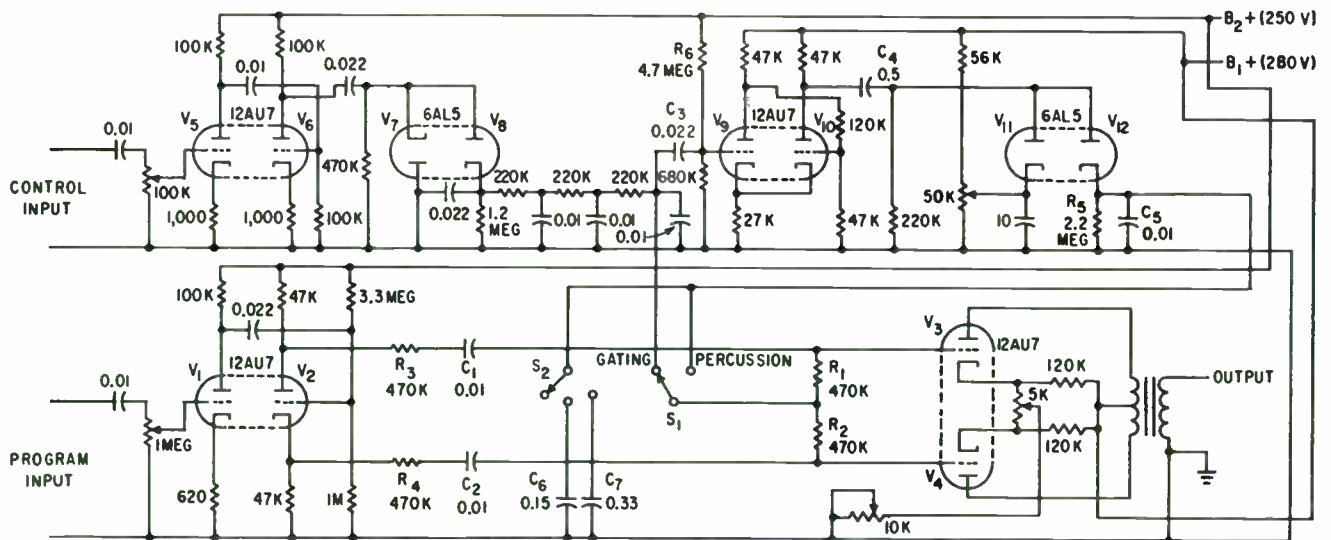 B2+(250 V)
100K
100K
0.01
0.022
R6
4.7 MEG
47K
47K
C4
0.5
56K
B1+(280 V)
V5
12AU7
V6
V7
6AL5
V8
C3
0.022
V9
12AU7
V10
120K
V11
6AL5
V12
0.01
CONTROL
INPUT
100K
470K
220K
220K
220K
680K
50K
1,000
1,000
100K
0.022
1.2
MEG
0.01
0.01
0.01
27K
47K
220K
10
R5
2.2
MEG
C5
0.01
100K
47K
3.3 MEG
0.022
V1
12AU7
V2
R3
470K
C1
0.01
S2
GATING
PERCUSSION
R1
470K
V3
12AU7
120K
OUTPUT
0.01
PROGRAM
INPUT
1MEG
S1
5K
R2
470K
120K
V4
620
47K
1M
R4
470K
C2
0.01
C6
0.15
C7
0.33
10K